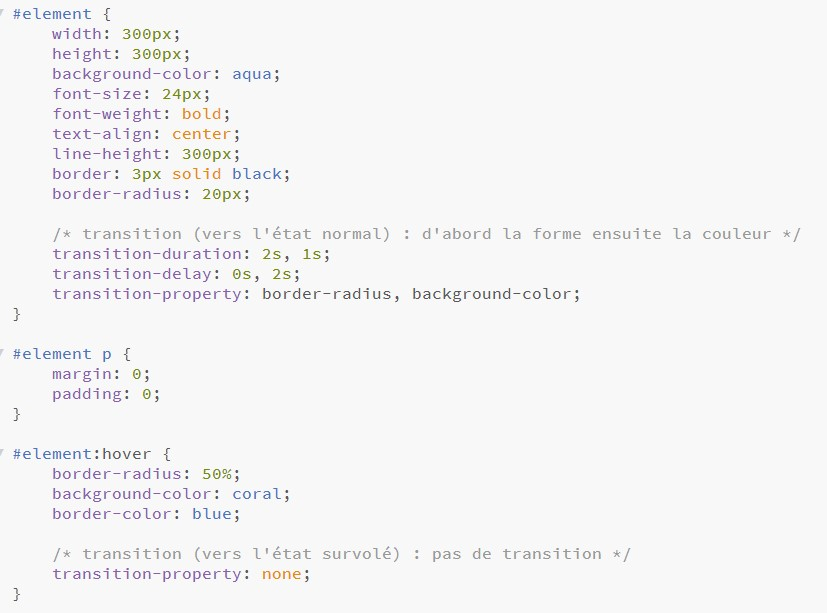 #element {
    width: 300px;
    height: 300px;
    background-color: aqua;
    font-size: 24px;
    font-weight: bold;
    text-align: center;
    line-height: 300px;
    border: 3px solid black;
    border-radius: 20px;

    /* transition (vers l'état normal) : d'abord la forme ensuite la couleur */
    transition-duration: 2s, 1s;
    transition-delay: 0s, 2s;
    transition-property: border-radius, background-color;
}

#element p {
    margin: 0;
    padding: 0;
}

#element:hover {
    border-radius: 50%;
    background-color: coral;
    border-color: blue;

    /* transition (vers l'état survolé) : pas de transition */
    transition-property: none;
}